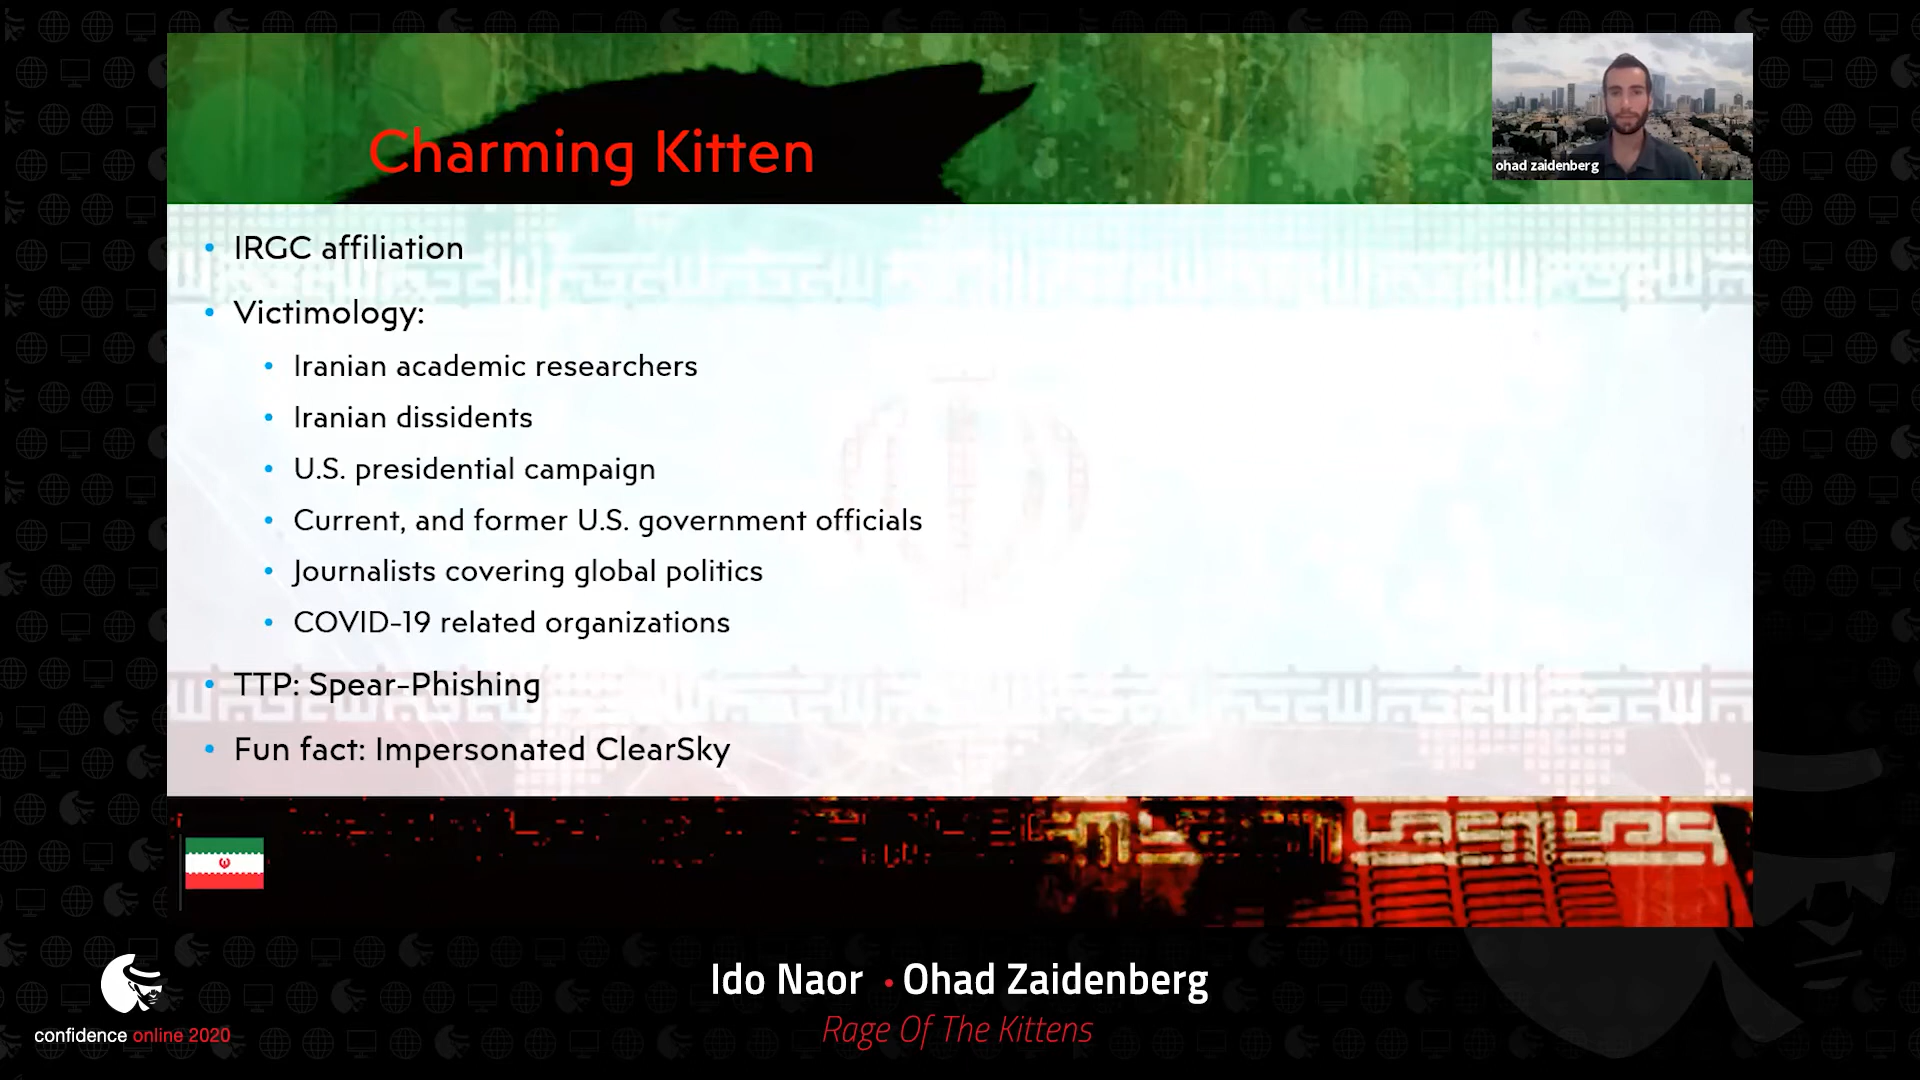 Charming Kitten
ohad zaidenberg
IRGC affiliation
Victimology:
Iranian academic researchers
Iranian dissidents
U.S. presidential campaign
Current, and former U.S. government officials
Journalists covering global politics
COVID-19 related organizations
TTP: Spear-Phishing
Fun fact: Impersonated ClearSky
Ido Naor • Ohad Zaidenberg
Rage Of The Kittens
confidence online 2020